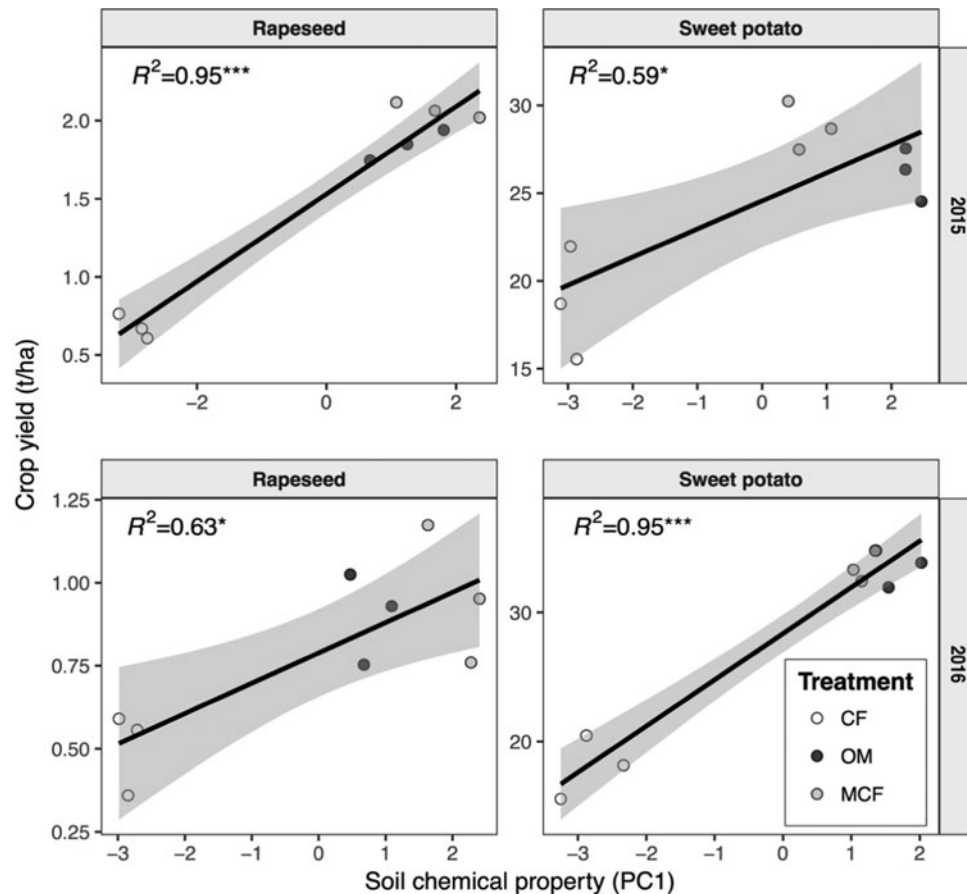 Rapeseed
Sweet potato
R²=0.95***
R²=0.59*
2.0
1.5
1.0
0.5
−2
0
2
30
25
20
15
−3
−2
−1
0
1
2
2015
Crop yield (t/ha)
Rapeseed
Sweet potato
R²=0.63*
R²=0.95***
1.25
1.00
0.75
0.50
0.25
−3
−2
−1
0
1
2
30
20
−3
−2
−1
0
1
2
2016
Treatment
CF
OM
MCF
Soil chemical property (PC1)